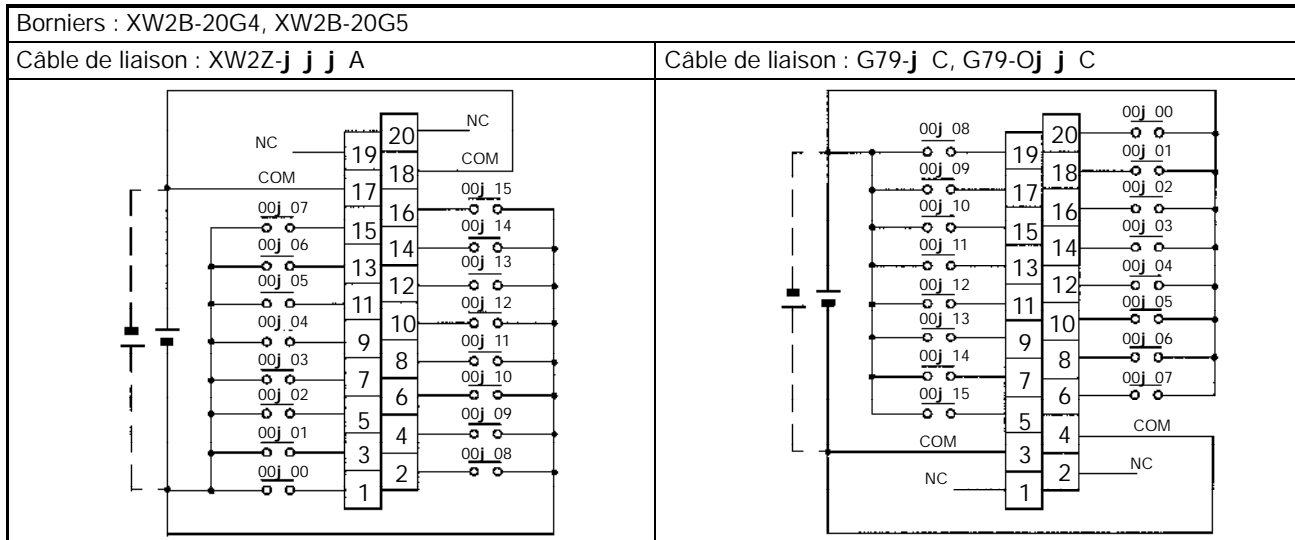 Borniers : XW2B-20G4, XW2B-20G5
Câble de liaison : XW2Z-j j j A
Câble de liaison : G79-j C, G79-Oj j C
NC
20
NC
19
COM
18
COM
17
00j 15
16
00j 07
00j 14
15
00j 06
14
00j 13
13
00j 05
12
00j 12
11
00j 04
10
00j 11
9
00j 03
8
00j 10
7
00j 02
6
00j 09
5
00j 01
4
00j 08
3
00j 00
2
1
00j 00
00j 08
20
00j 01
19
00j 09
18
00j 02
17
00j 10
16
00j 03
15
00j 11
14
00j 04
13
00j 12
12
00j 05
11
00j 13
10
00j 06
9
00j 14
8
00j 07
7
00j 15
6
5
COM
4
COM
3
NC
2
NC
1